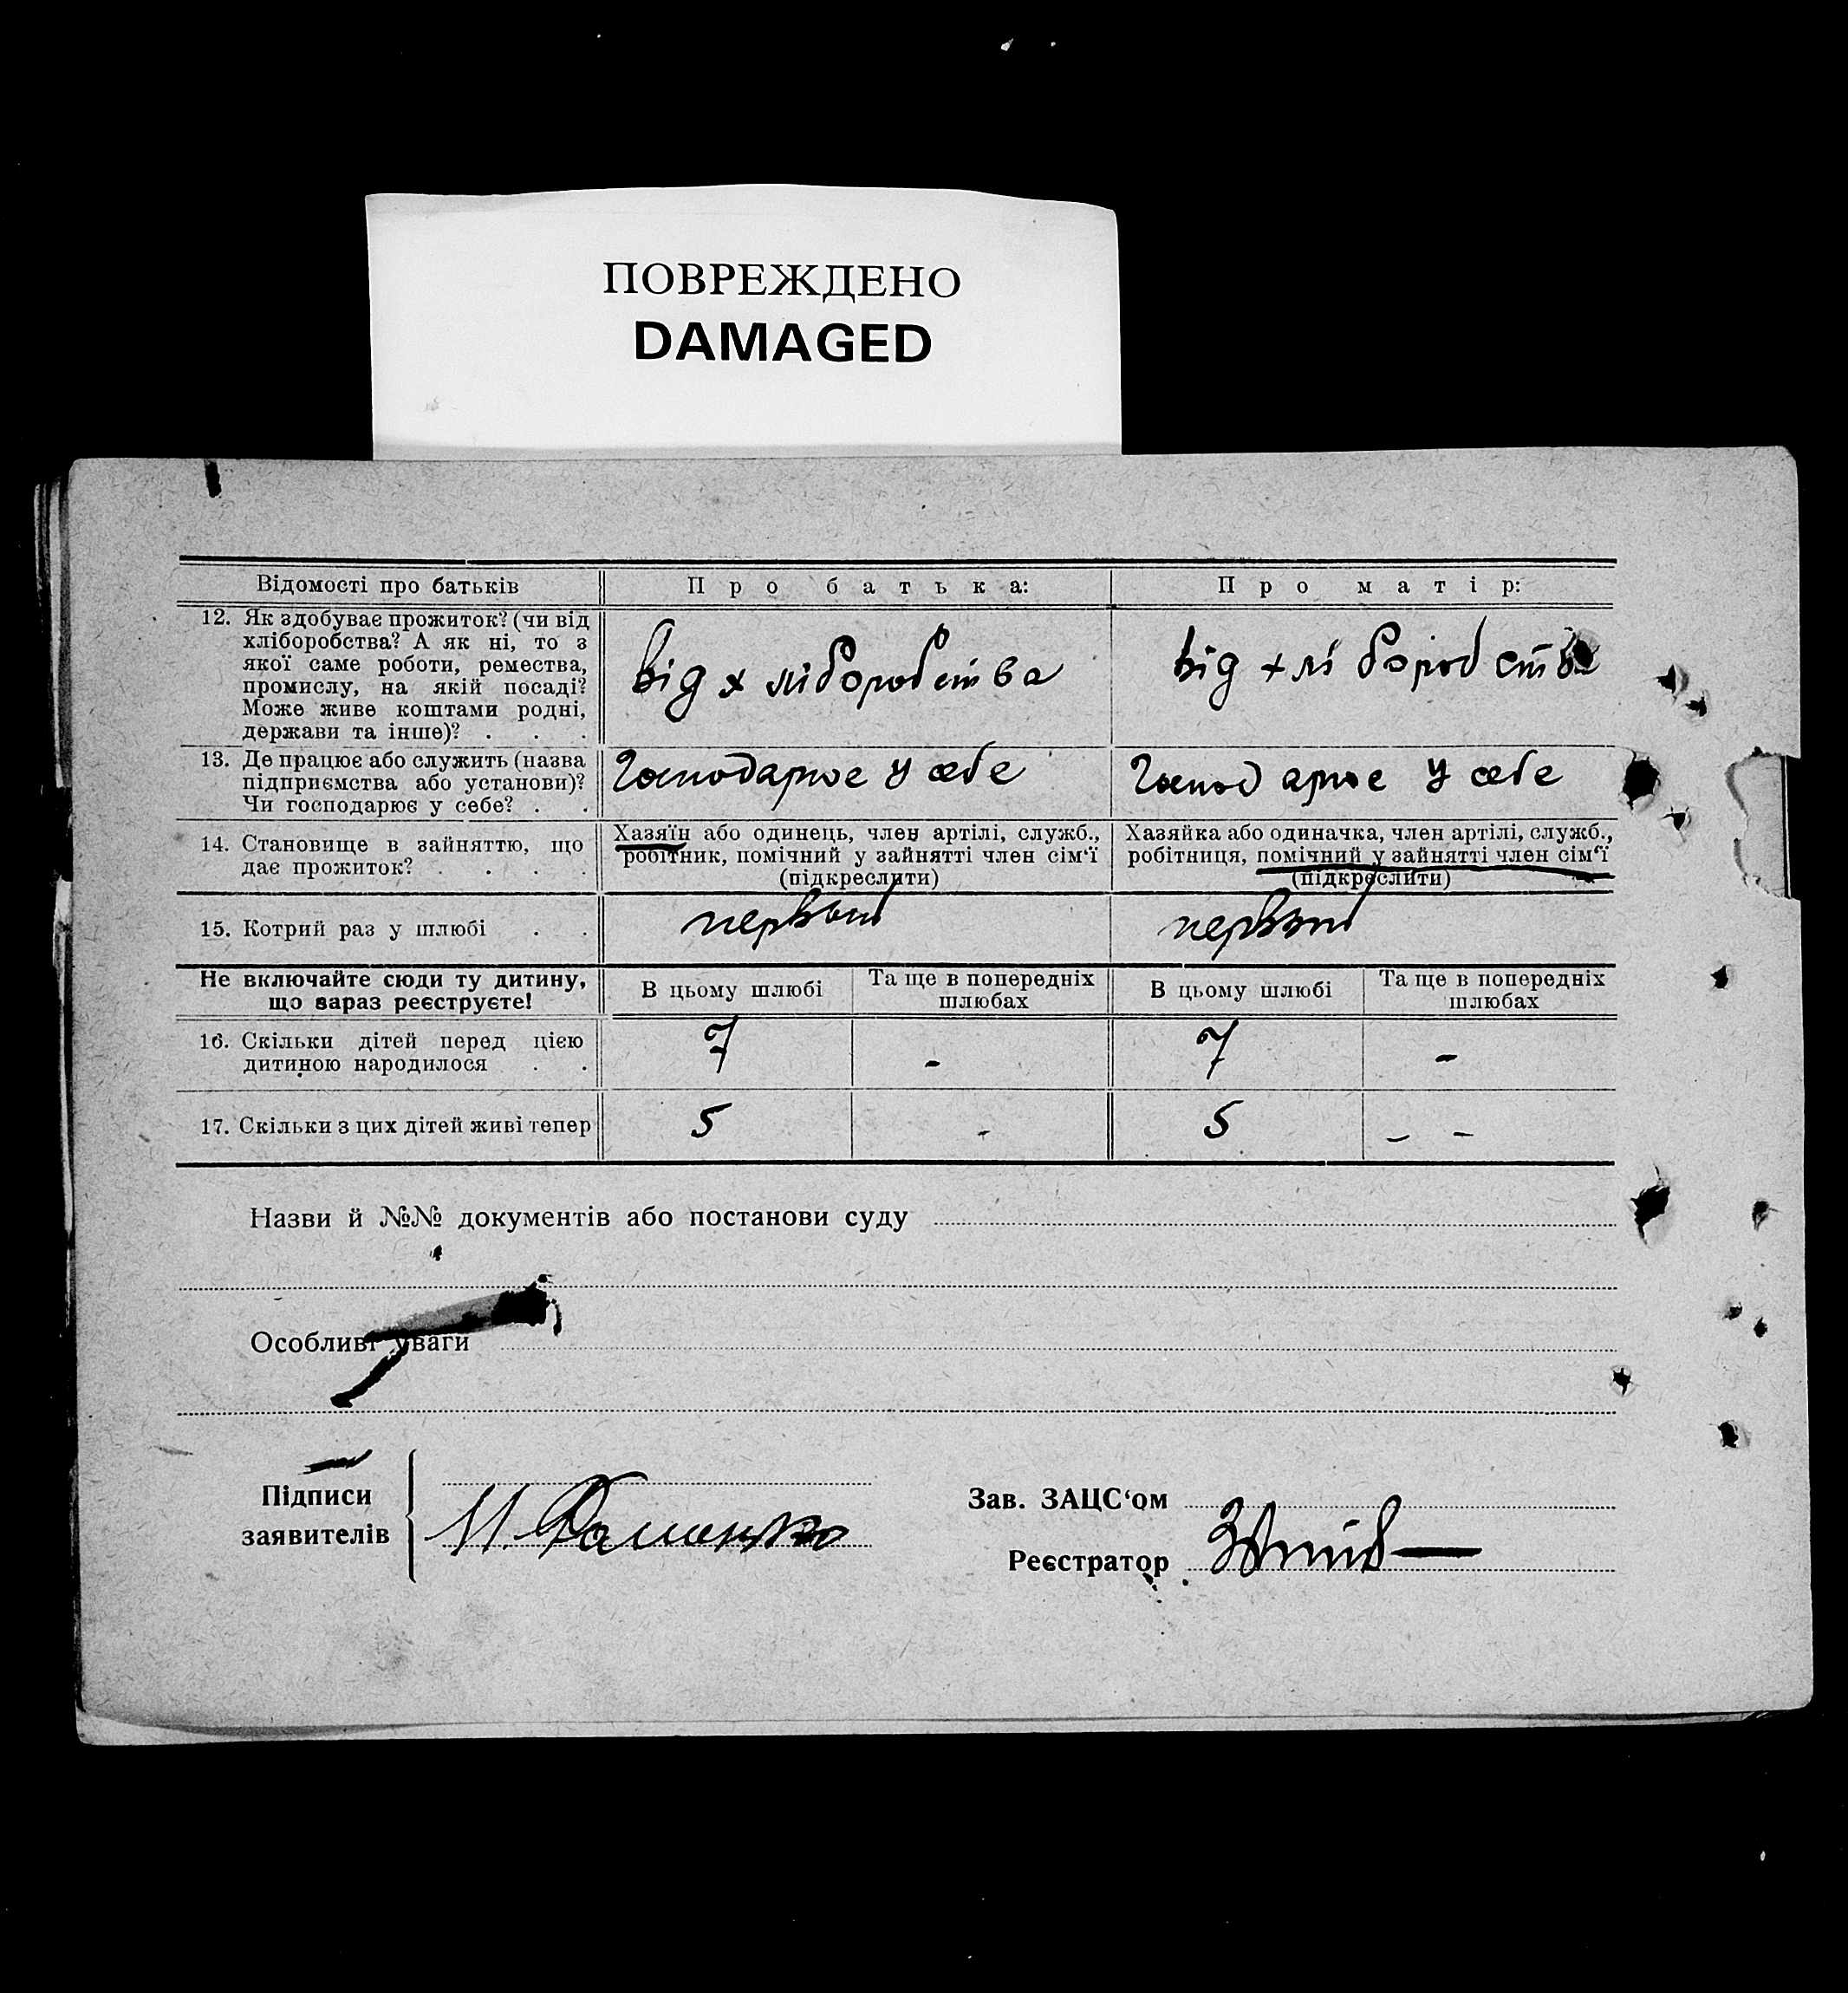 ПОВРЕЖДЕНО
DAMAGED
Відомості про батьків
Про батька:
Про матір:
12. Як здобуває прожиток? (чи від
хліборобства? А як ні, то з
якої саме роботи, ремества,
промислу, на якій посаді?
Може живе коштами родні,
держави та інше)? . . .
від хліборобства
від хліборобства
13. Де працює або служить (назва
підприємства або установи)?
Чи господарює у себе? . .
Господарює у себе
Господарює у себе
14. Становище в зайняттю, що
дає прожиток? . . . .
Хазяїн або одинець, член артілі, служб.,
робітник, помічний у зайнятті член сім‘ї
(підкреслити)
Хазяйка або одиначка, член артілі, служб.,
робітниця, помічний у зайнятті член сім‘ї
(підкреслити)
15. Котрий раз у шлюбі . .
первый
первый
Не включайте сюди ту дитину,
що зараз реєструєте!
В цьому шлюбі
Та ще в попередніх
шлюбах
В цьому шлюбі
Та ще в попередніх
шлюбах
16. Скільки дітей перед цією
дитиною народилося . .
7
-
7
-
17. Скільки з цих дітей живі тепер
5
-
5
- -
Назви й №№ документів або постанови суду
Особливі уваги
Підписи
заявителів
Зав. ЗАЦС‘ом
Реєстратор